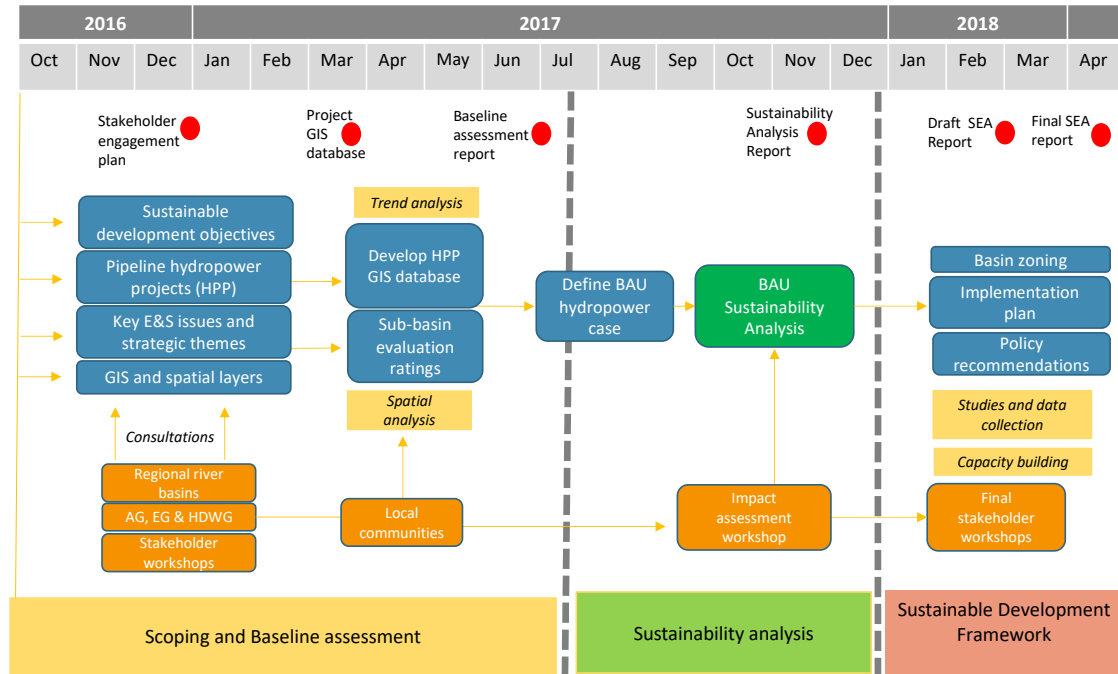 2016 2017 2018
Oct Nov Dec Jan Feb Mar Apr May Jun Jul Aug Sep Oct Nov Dec Jan Feb Mar Apr
Stakeholder
engagement
plan
Project
GIS
database
Baseline
assessment
report
Sustainability
Analysis
Report
Draft SEA
Report
Final SEA
report
Sustainable
development objectives
Pipeline hydropower
projects (HPP)
Key E&S issues and
strategic themes
GIS and spatial layers
Trend analysis
Develop HPP
GIS database
Sub-basin
evaluation
ratings
Spatial
analysis
Define BAU
hydropower
case
BAU
Sustainability
Analysis
Basin zoning
Implementation
plan
Policy
recommendations
Studies and data
collection
Capacity building
Consultations
Regional river
basins
AG, EG & HDWG
Stakeholder
workshops
Local
communities
Impact
assessment
workshop
Final
stakeholder
workshops
Scoping and Baseline assessment
Sustainability analysis
Sustainable Development
Framework